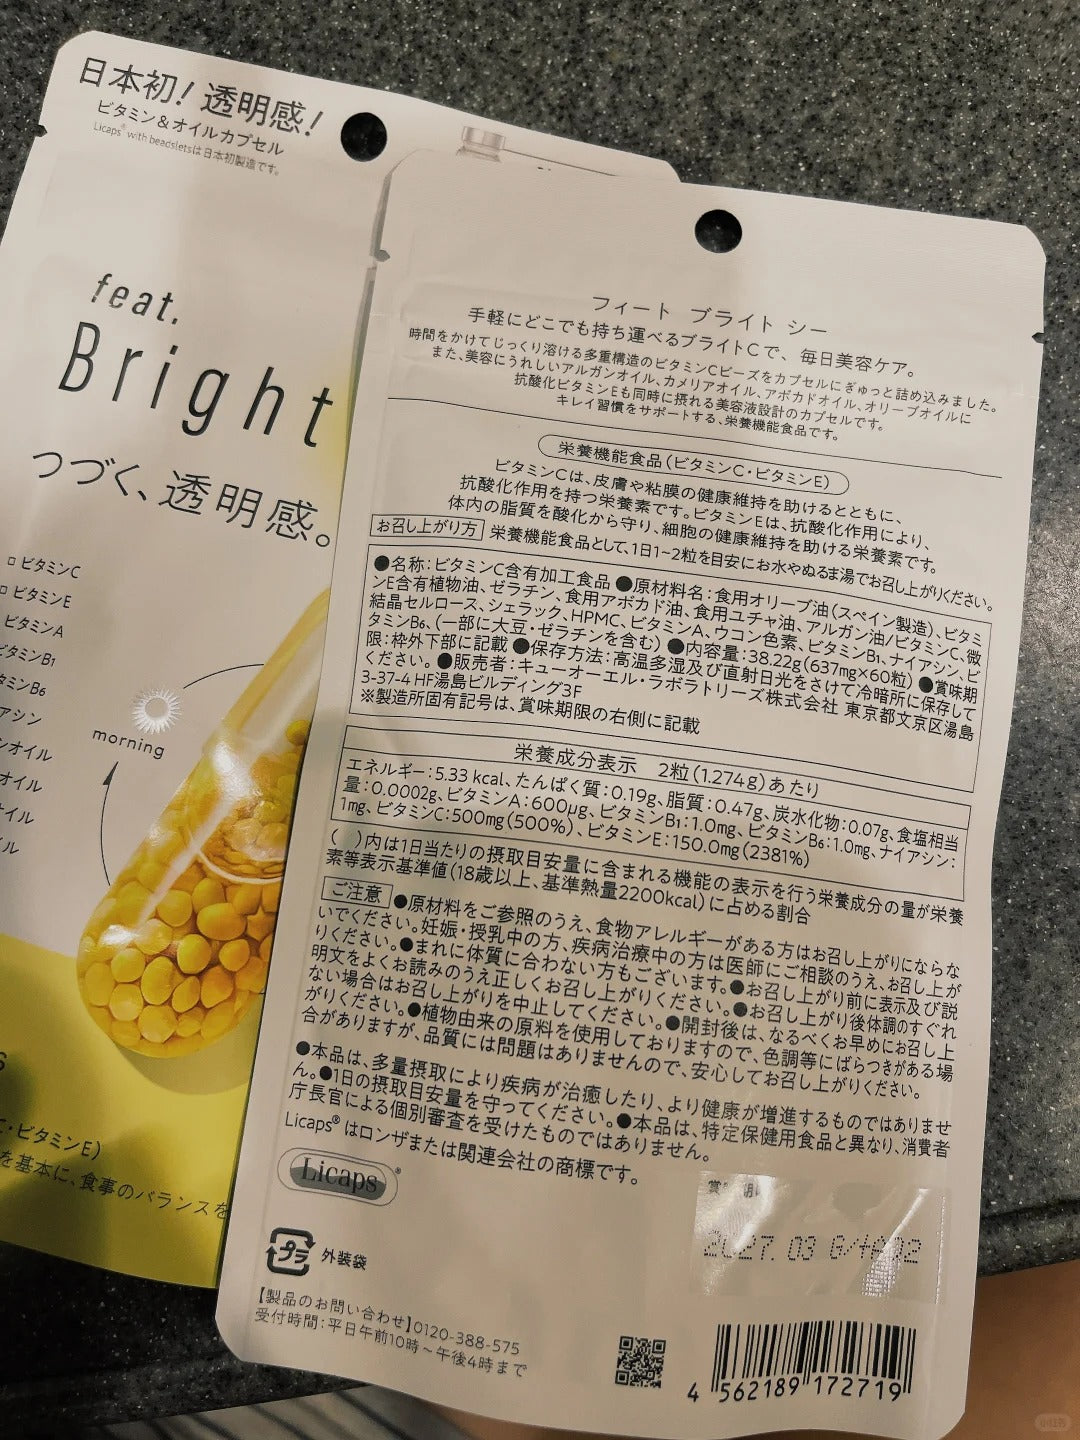 日本初！透明感！
ビタミン＆オイルカプセル
Licaps® with beadsletsは日本初製造です。
feat.
Bright
つづく、透明感。
ビタミンC
ビタミンE
ビタミンA
ビタミンB1
タミンB6
アシン
ンオイル
オイル
イル
ル
morning
S
C・ビタミンE）
を基本に、食事のバランスを
フィート ブライト シー
手軽にどこでも持ち運べるブライトCで、毎日美容ケア。
時間をかけてじっくり溶ける多重構造のビタミンCビーズをカプセルにぎゅっと詰め込みました。
また、美容にうれしいアルガンオイル、カメリアオイル、アボカドオイル、オリーブオイルに
抗酸化ビタミンEも同時に摂れる美容液設計のカプセルです。
キレイ習慣をサポートする、栄養機能食品です。
栄養機能食品（ビタミンC・ビタミンE）
ビタミンCは、皮膚や粘膜の健康維持を助けるとともに、
抗酸化作用を持つ栄養素です。ビタミンEは、抗酸化作用により、
体内の脂質を酸化から守り、細胞の健康維持を助ける栄養素です。
お召し上がり方 栄養機能食品として、1日1~2粒を目安にお水やぬるま湯でお召し上がりください。
●名称：ビタミンC含有加工食品 ●原材料名：食用オリーブ油（スペイン製造）、ビタミ
ンE含有植物油、ゼラチン、食用アボカド油、食用ユチャ油、アルガン油/ビタミンC、微
結晶セルロース、シェラック、HPMC、ビタミンA、ウコン色素、ビタミンB1、ナイアシン、ビ
タミンB6、（一部に大豆・ゼラチンを含む） ●内容量：38.22g（637mg×60粒） ●賞味期
限：枠外下部に記載 ●保存方法：高温多湿及び直射日光をさけて冷暗所に保存して
ください。●販売者：キューオーエル・ラボラトリーズ株式会社 東京都文京区湯島
3-37-4 HF湯島ビルディング3F
※製造所固有記号は、賞味期限の右側に記載
栄養成分表示 2粒（1.274g）あたり
エネルギー：5.33 kcal、たんぱく質：0.19g、脂質：0.47g、炭水化物：0.07g、食塩相当
量：0.0002g、ビタミンA：600μg、ビタミンB1：1.0mg、ビタミンB6：1.0mg、ナイアシン：
1mg、ビタミンC：500mg（500%）、ビタミンE：150.0mg（2381%）
（ ）内は1日当たりの摂取目安量に含まれる機能の表示を行う栄養成分の量が栄養
素等表示基準値（18歳以上、基準熱量2200kcal）に占める割合
ご注意 ●原材料をご参照のうえ、食物アレルギーがある方はお召し上がりにならな
いでください。妊娠・授乳中の方、疾病治療中の方は医師にご相談のうえ、お召し上が
りください。●まれに体質に合わない方もございます。●お召し上がり前に表示及び説
明文をよくお読みのうえ正しくお召し上がりください。●お召し上がり後体調のすぐれ
ない場合はお召し上がりを中止してください。●開封後は、なるべくお早めにお召し上
がりください。●植物由来の原料を使用しておりますので、色調等にばらつきがある場
合がありますが、品質には問題はありませんので、安心してお召し上がりください。
●本品は、多量摂取により疾病が治癒したり、より健康が増進するものではありませ
ん。●1日の摂取目安量を守ってください。●本品は、特定保健用食品と異なり、消費者
庁長官による個別審査を受けたものではありません。
Licaps®はロンザまたは関連会社の商標です。
Licaps®
賞味期限
2027. 03
プラ 外装袋
【製品のお問い合わせ】0120-388-575
受付時間：平日午前10時～午後4時まで
4 562189 172719
小红书